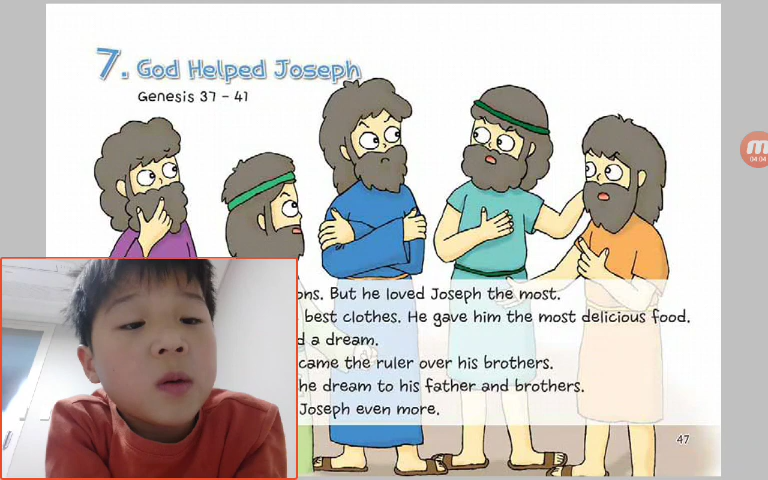 7. God Helped Joseph
Genesis 37 - 41
ons. But he loved Joseph the most.
best clothes. He gave him the most delicious food.
d a dream.
came the ruler over his brothers.
he dream to his father and brothers.
Joseph even more.
47
M
04:04